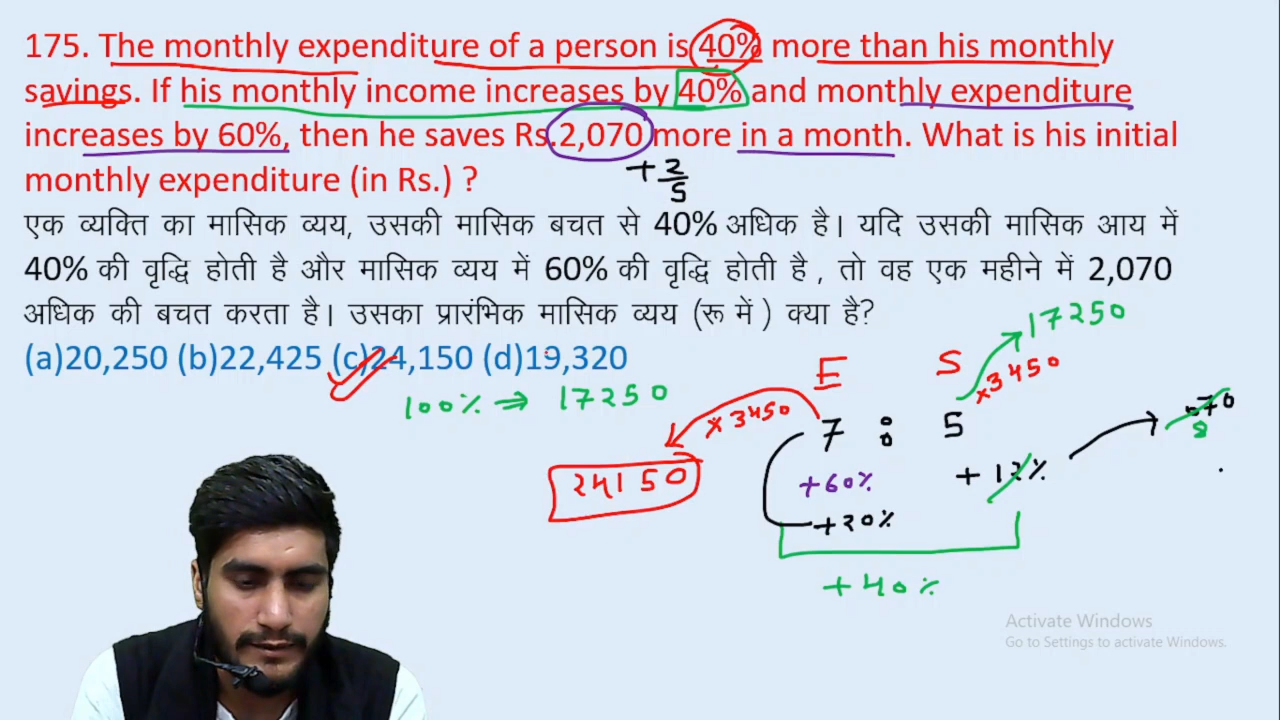 175. The monthly expenditure of a person is 40% more than his monthly
savings. If his monthly income increases by 40% and monthly expenditure
increases by 60%, then he saves Rs.2,070 more in a month. What is his initial
monthly expenditure (in Rs.) ?
+ 2/5
एक व्यक्ति का मासिक व्यय, उसकी मासिक बचत से 40% अधिक है। यदि उसकी मासिक आय में
40% की वृद्धि होती है और मासिक व्यय में 60% की वृद्धि होती है , तो वह एक महीने में 2,070
अधिक की बचत करता है। उसका प्रारंभिक मासिक व्यय (रू में ) क्या है?
(a)20,250 (b)22,425 (c)24,150 (d)19,320
17250
E S
×3450
100% ⇒ 17250
×3450
7 : 5
24150
+60% + 12%
+20%
+40%
Activate Windows
Go to Settings to activate Windows.